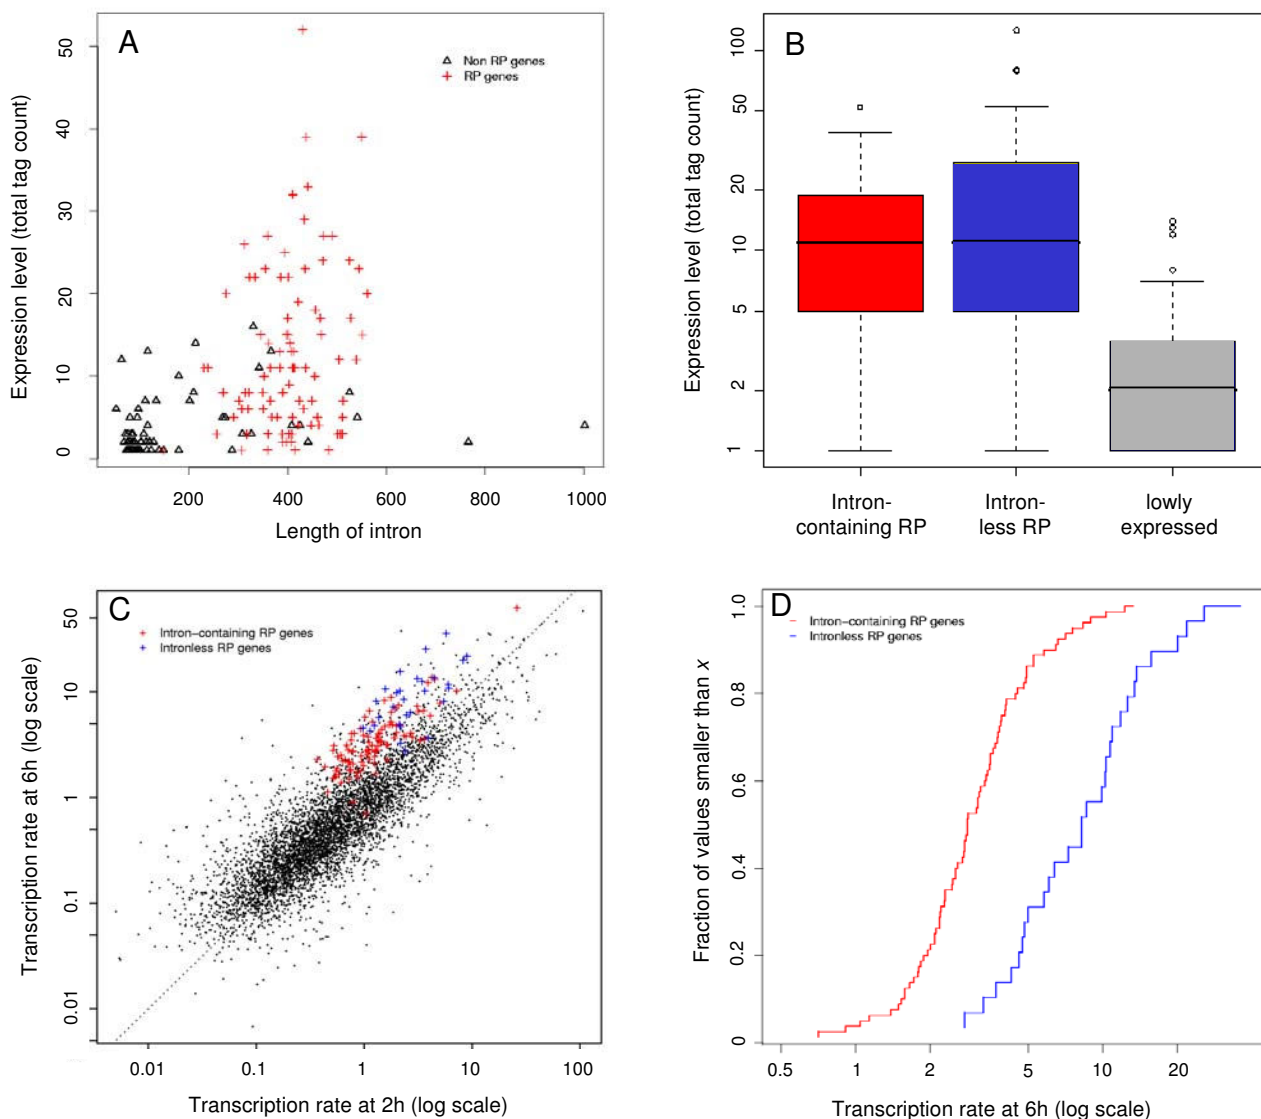 A
Non RP genes
RP genes
Expression level (total tag count)
50
40
30
20
10
0
200 400 600 800 1000
Length of intron
B
Expression level (total tag count)
100
50
20
10
5
2
1
Intron-containing RP
Intron-less RP
lowly expressed
C
Intron-containing RP genes
Intronless RP genes
Transcription rate at 6h (log scale)
50
10
1
0.1
0.01
0.01 0.1 1 10 100
Transcription rate at 2h (log scale)
D
Intron-containing RP genes
Intronless RP genes
Fraction of values smaller than x
1.0
0.8
0.6
0.4
0.2
0
0.5 1 2 5 10 20
Transcription rate at 6h (log scale)